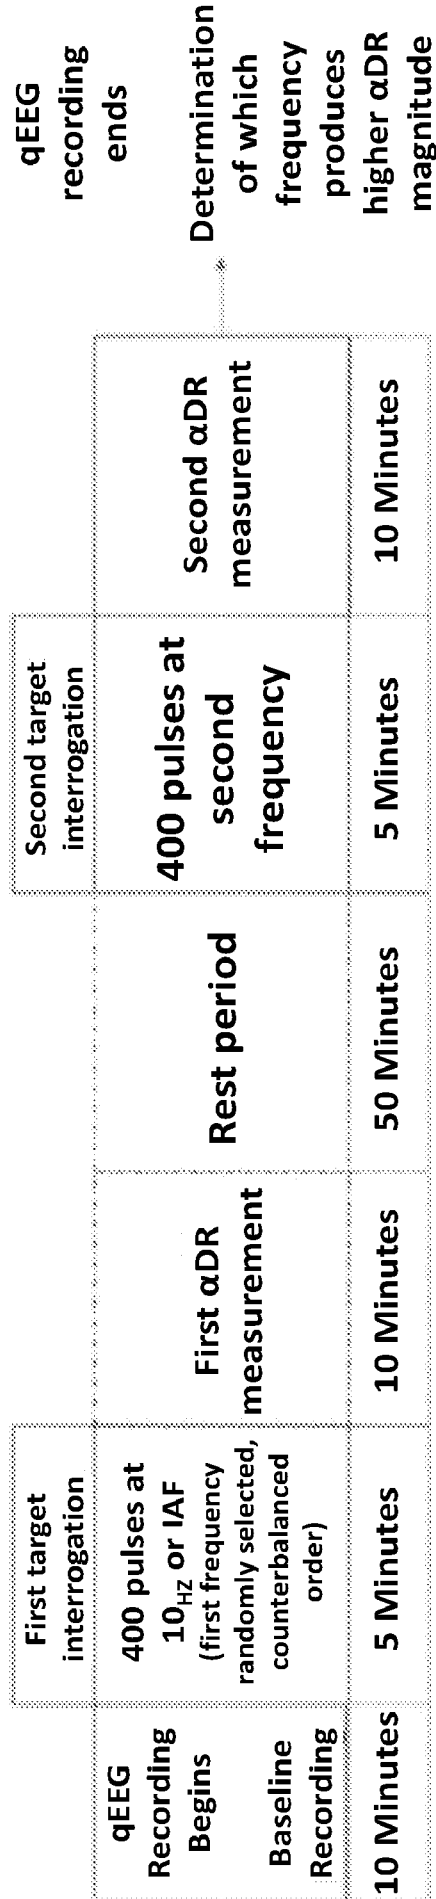 qEEG
Recording
Begins
Baseline
Recording
10 Minutes
First target
interrogation
400 pulses at
10HZ or IAF
(first frequency
randomly selected,
counterbalanced
order)
5 Minutes
First αDR
measurement
10 Minutes
Rest period
50 Minutes
Second target
interrogation
400 pulses at
second
frequency
5 Minutes
Second αDR
measurement
10 Minutes
qEEG
recording
ends
Determination
of which
frequency
produces
higher αDR
magnitude